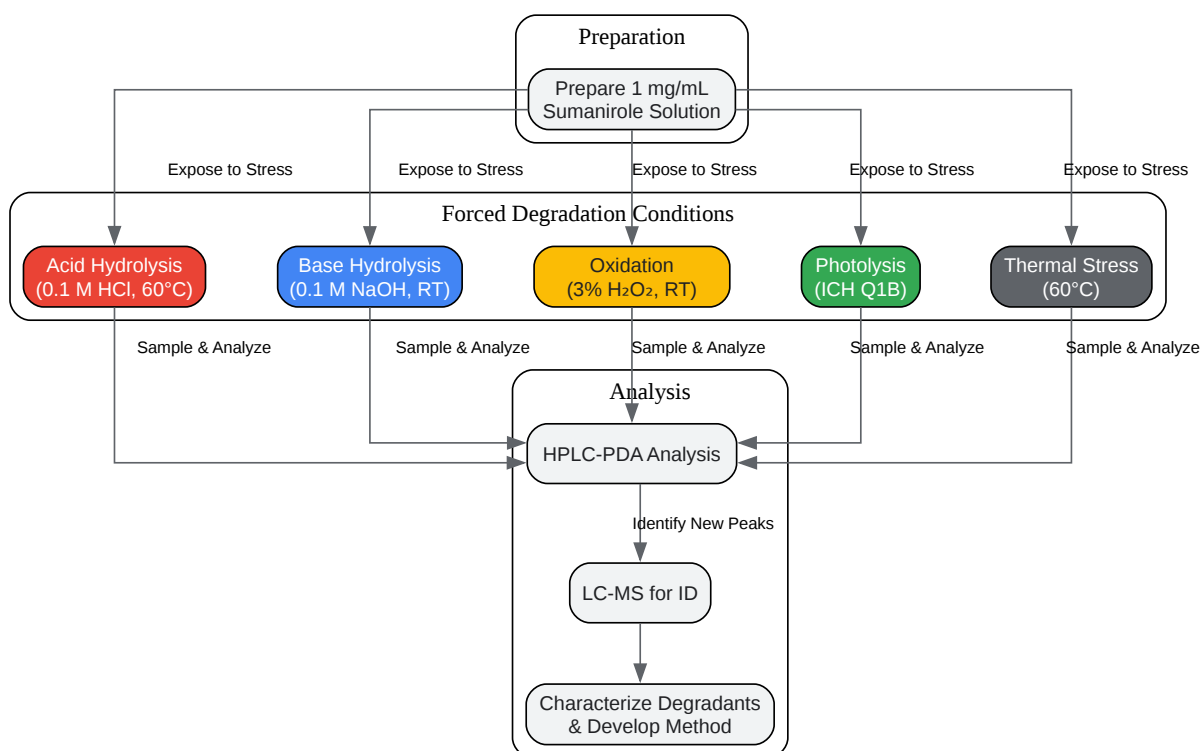 Preparation
Prepare 1 mg/mL
Sumanirole Solution
Expose to Stress
Expose to Stress
Expose to Stress
Expose to Stress
Expose to Stress
Forced Degradation Conditions
Acid Hydrolysis
(0.1 M HCl, 60°C)
Base Hydrolysis
(0.1 M NaOH, RT)
Oxidation
(3% H₂O₂, RT)
Photolysis
(ICH Q1B)
Thermal Stress
(60°C)
Sample & Analyze
Sample & Analyze
Sample & Analyze
Sample & Analyze
Sample & Analyze
Analysis
HPLC-PDA Analysis
Identify New Peaks
LC-MS for ID
Characterize Degradants
& Develop Method